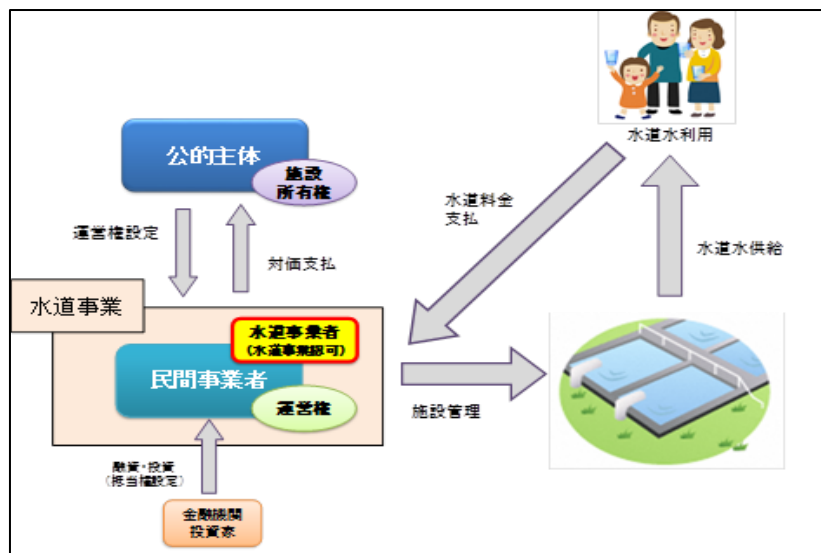 水道水利用
公的主体
施設
所有権
水道料金
支払
運営権設定
対価支払
水道水供給
水道事業
水道事業者
(水道事業認可)
民間事業者
運営権
施設管理
融資・投資
(抵当権設定)
金融機関
投資家